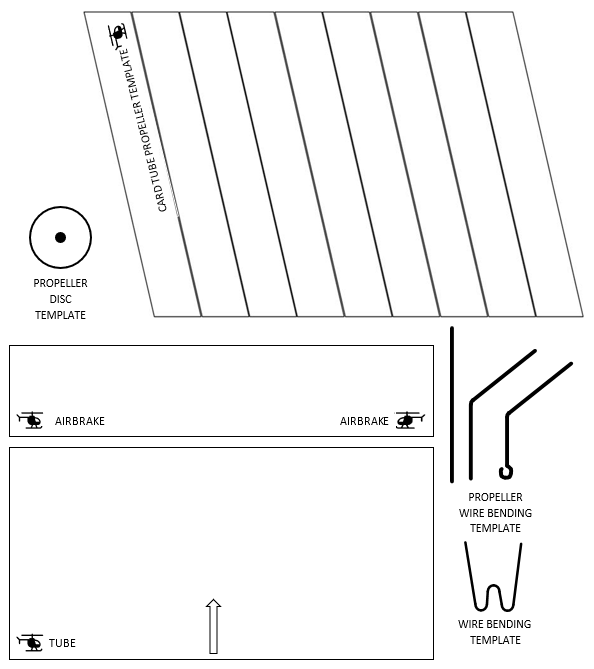 CARD TUBE PROPELLER TEMPLATE
PROPELLER
DISC
TEMPLATE
AIRBRAKE
AIRBRAKE
PROPELLER
WIRE BENDING
TEMPLATE
WIRE BENDING
TEMPLATE
TUBE